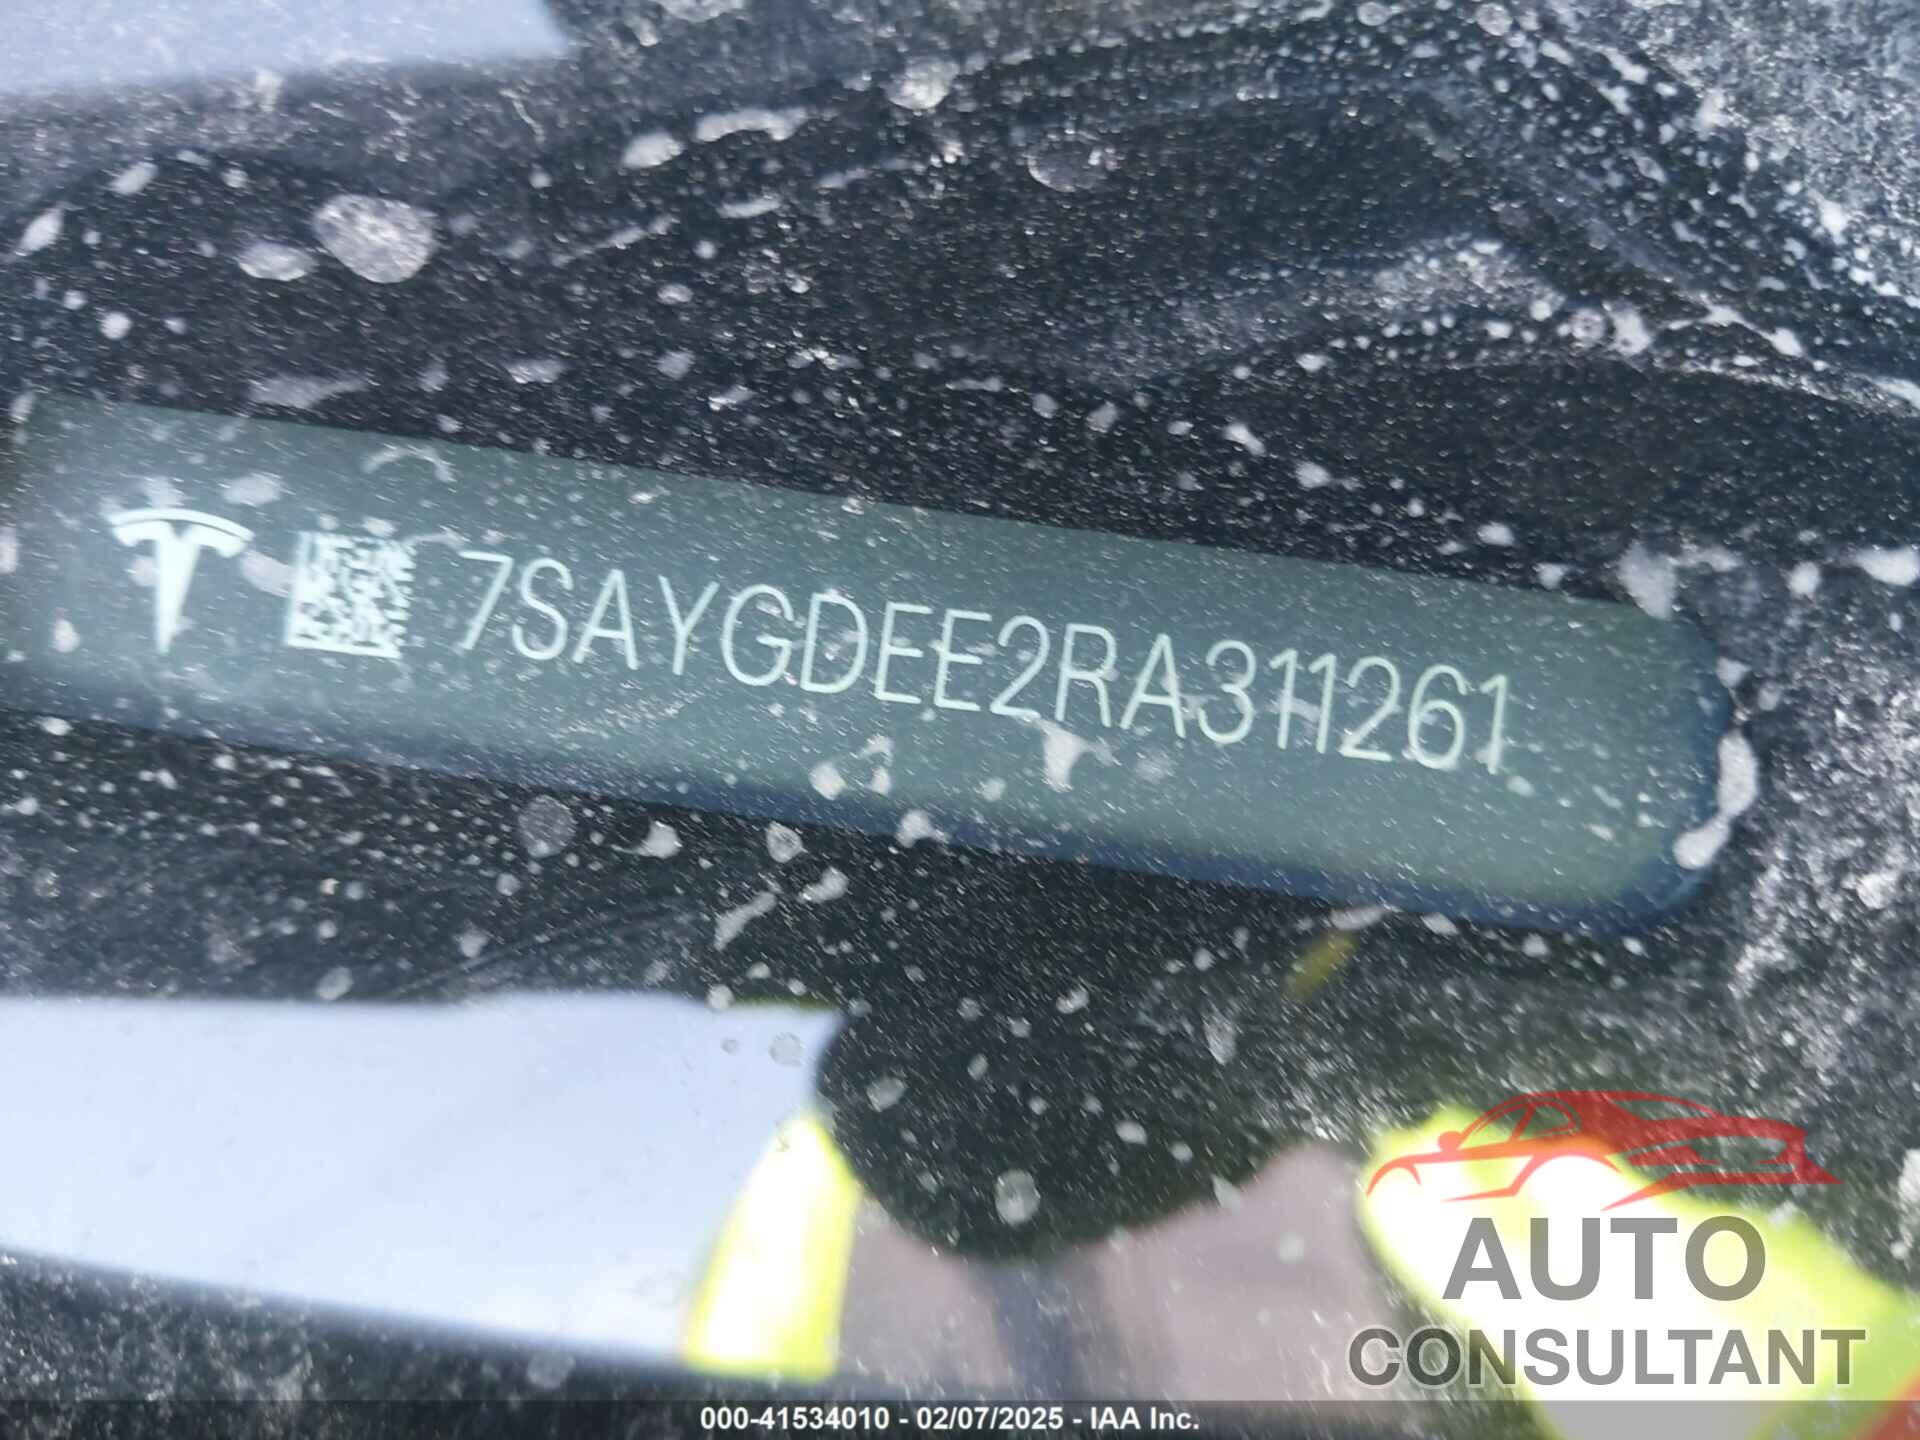 7SAYGDEE2RA311261
AUTO
CONSULTANT
000-41534010 - 02/07/2025 - IAA Inc.